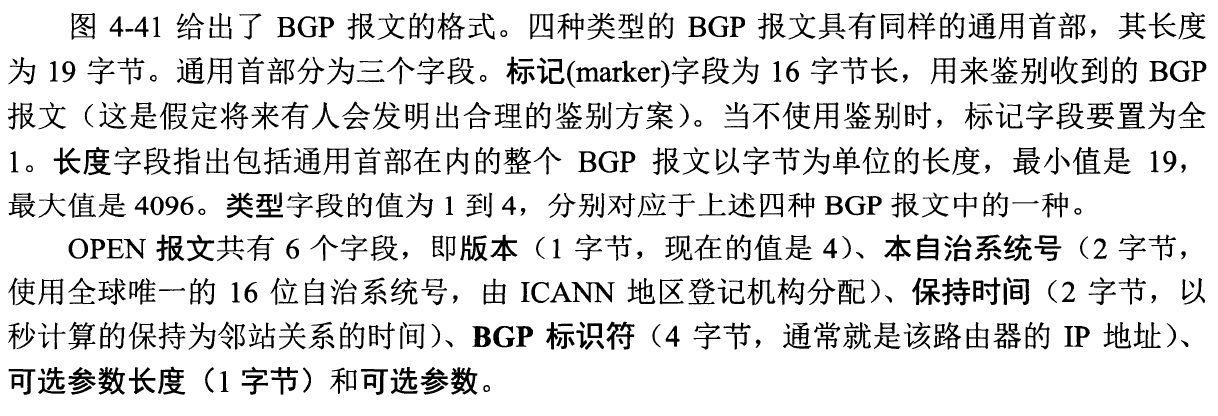 图 4-41 给出了 BGP 报文的格式。四种类型的 BGP 报文具有同样的通用首部，其长度
为 19 字节。通用首部分为三个字段。标记(marker)字段为 16 字节长，用来鉴别收到的 BGP
报文（这是假定将来有人会发明出合理的鉴别方案）。当不使用鉴别时，标记字段要置为全
1。长度字段指出包括通用首部在内的整个 BGP 报文以字节为单位的长度，最小值是 19，
最大值是 4096。类型字段的值为 1 到 4，分别对应于上述四种 BGP 报文中的一种。
OPEN 报文共有 6 个字段，即版本（1 字节，现在的值是 4）、本自治系统号（2 字节，
使用全球唯一的 16 位自治系统号，由 ICANN 地区登记机构分配）、保持时间（2 字节，以
秒计算的保持为邻站关系的时间）、BGP 标识符（4 字节，通常就是该路由器的 IP 地址）、
可选参数长度（1 字节）和可选参数。